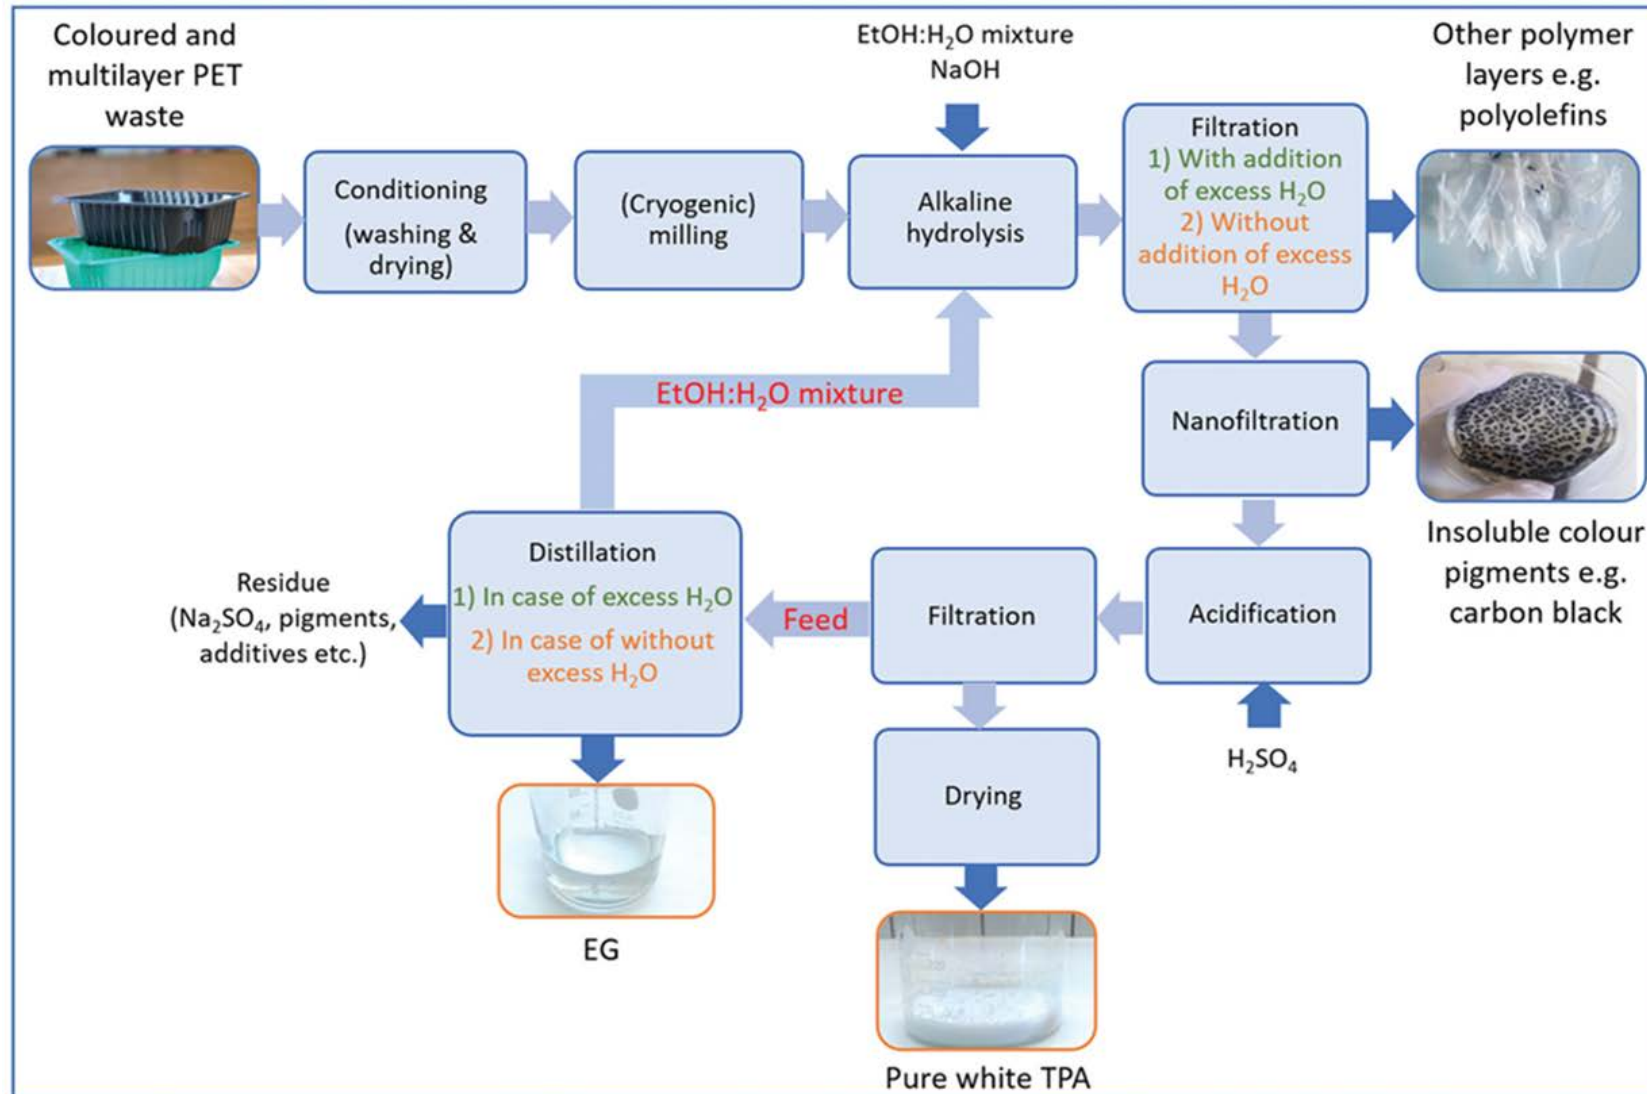 Coloured and
multilayer PET
waste
Conditioning
(washing &
drying)
(Cryogenic)
milling
EtOH:H₂O mixture
NaOH
Alkaline
hydrolysis
Filtration
1) With addition
of excess H₂O
2) Without
addition of excess
H₂O
Other polymer
layers e.g.
polyolefins
EtOH:H₂O mixture
Nanofiltration
Insoluble colour
pigments e.g.
carbon black
Acidification
H₂SO₄
Filtration
Feed
Distillation
1) In case of excess H₂O
2) In case of without
excess H₂O
Residue
(Na₂SO₄, pigments,
additives etc.)
Drying
EG
Pure white TPA